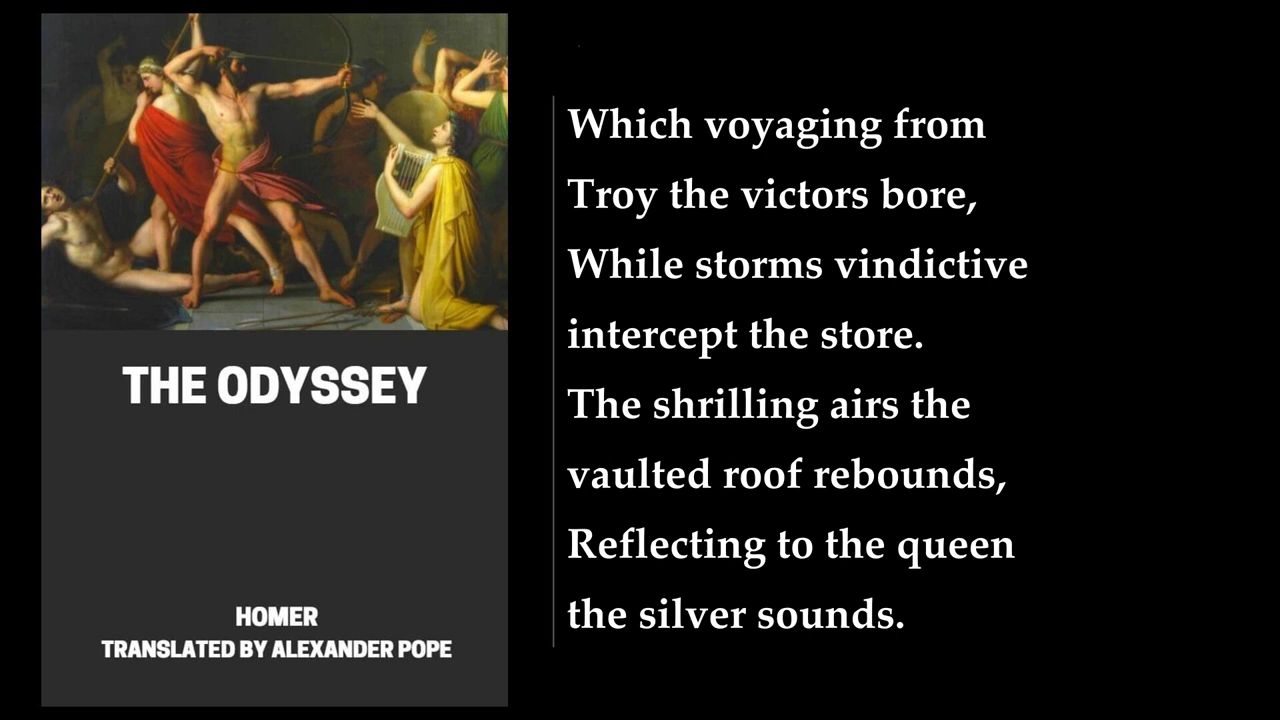 THE ODYSSEY
HOMER
TRANSLATED BY ALEXANDER POPE
Which voyaging from
Troy the victors bore,
While storms vindictive
intercept the store.
The shrilling airs the
vaulted roof rebounds,
Reflecting to the queen
the silver sounds.